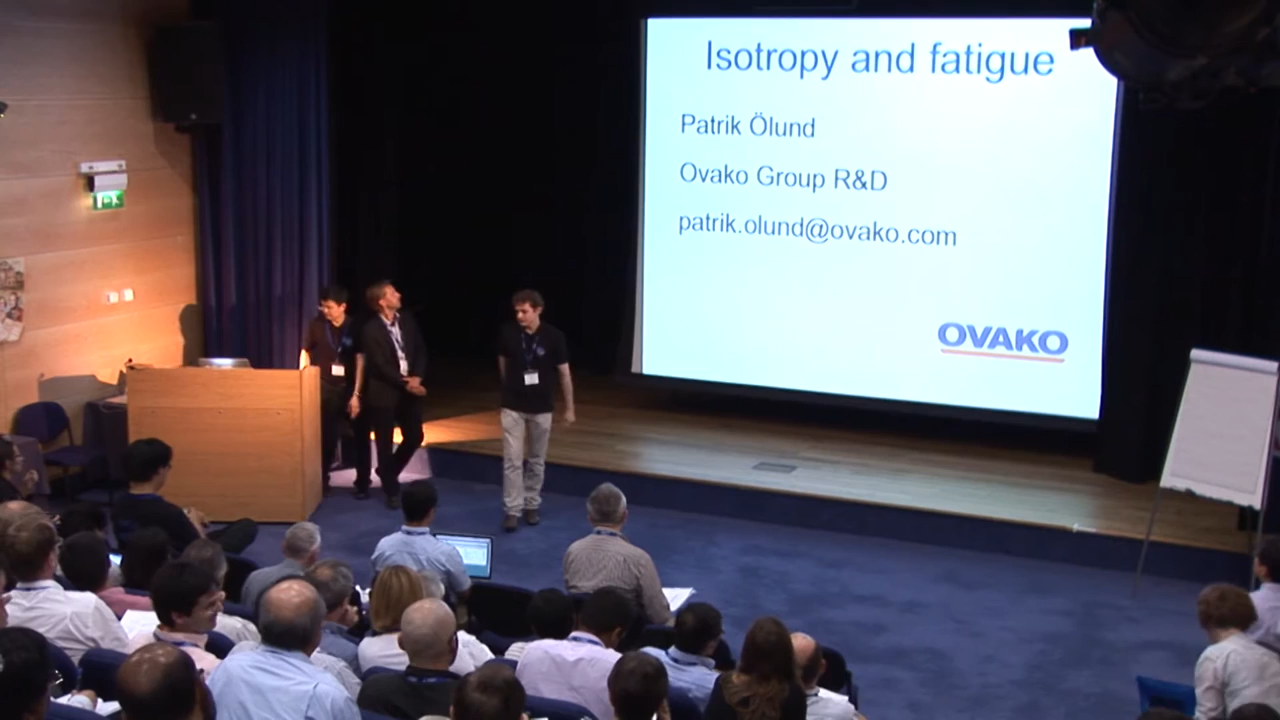 Isotropy and fatigue
Patrik Ölund
Ovako Group R&D
patrik.olund@ovako.com
OVAKO